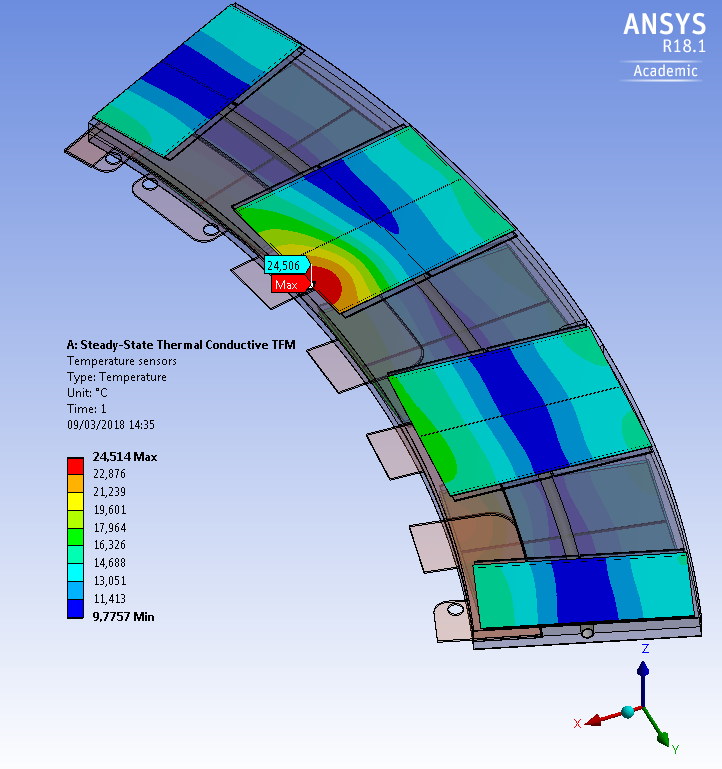 ANSYS
R18.1
Academic
24,506
Max
A: Steady-State Thermal Conductive TFM
Temperature sensors
Type: Temperature
Unit: °C
Time: 1
09/03/2018 14:35
24,514 Max
22,876
21,239
19,601
17,964
16,326
14,688
13,051
11,413
9,7757 Min
Z
X
Y